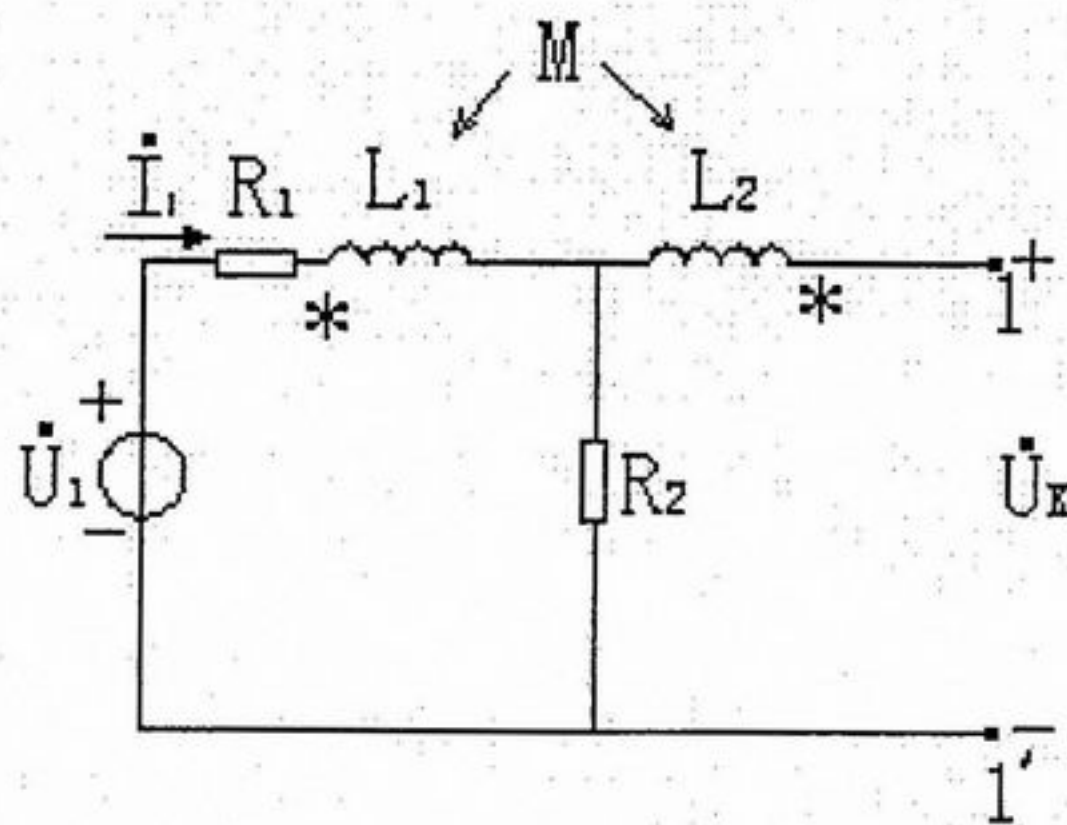 M
İ₁ R₁ L₁ L₂
* *
+ 1 +
+
U̇₁ R₂
−
−
1'